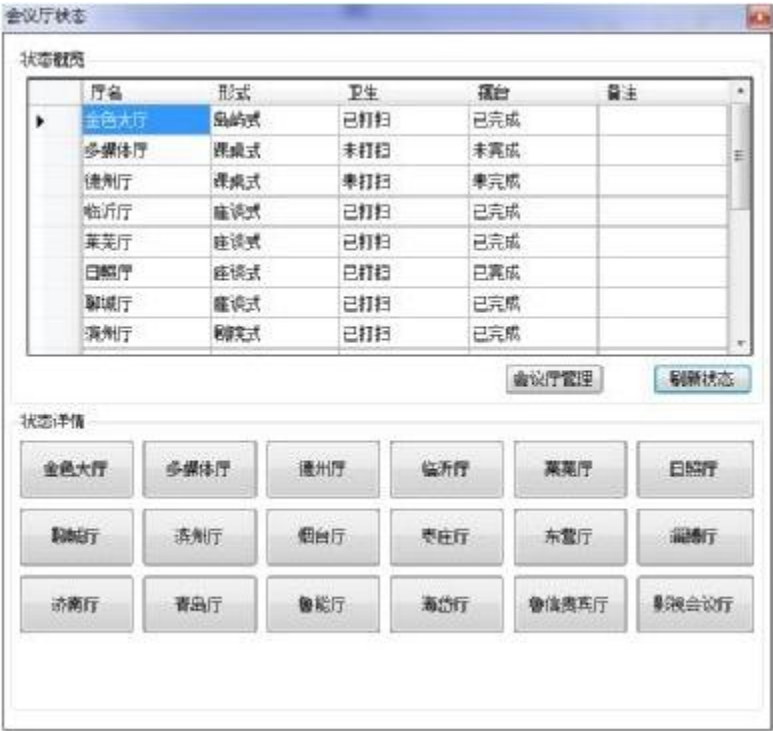 会议厅状态
状态概览
厅名 形式 卫生 摆台 备注
金色大厅 岛屿式 已打扫 已完成
多媒体厅 课桌式 未打扫 未完成
德州厅 课桌式 未打扫 未完成
临沂厅 座谈式 已打扫 已完成
莱芜厅 座谈式 已打扫 已完成
日照厅 座谈式 已打扫 已完成
聊城厅 座谈式 已打扫 已完成
滨州厅 剧院式 已打扫 已完成
会议厅管理 刷新状态
状态详情
金色大厅 多媒体厅 德州厅 临沂厅 莱芜厅 日照厅
聊城厅 滨州厅 烟台厅 枣庄厅 东营厅 淄博厅
济南厅 青岛厅 鲁能厅 海岱厅 鲁信贵宾厅 影视会议厅